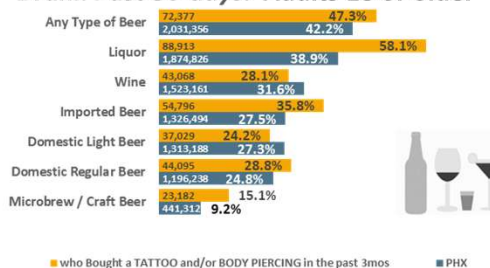 Any Type of Beer
72,377 47.3%
2,031,356 42.2%
Liquor
88,913 58.1%
1,874,826 38.9%
Wine
43,068 28.1%
1,523,161 31.6%
Imported Beer
54,796 35.8%
1,326,494 27.5%
Domestic Light Beer
37,029 24.2%
1,313,188 27.3%
Domestic Regular Beer
44,095 28.8%
1,196,238 24.8%
Microbrew / Craft Beer
23,182 15.1%
441,312 9.2%
who Bought a TATTOO and/or BODY PIERCING in the past 3mos PHX